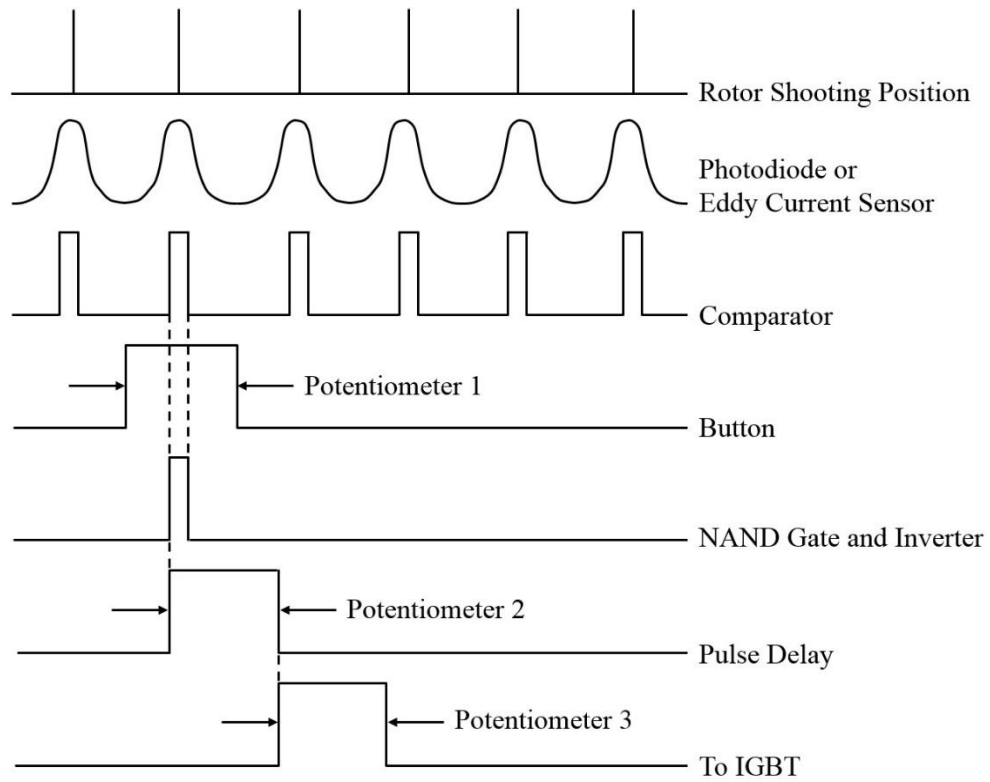 Rotor Shooting Position
Photodiode or
Eddy Current Sensor
Comparator
Potentiometer 1
Button
NAND Gate and Inverter
Potentiometer 2
Pulse Delay
Potentiometer 3
To IGBT